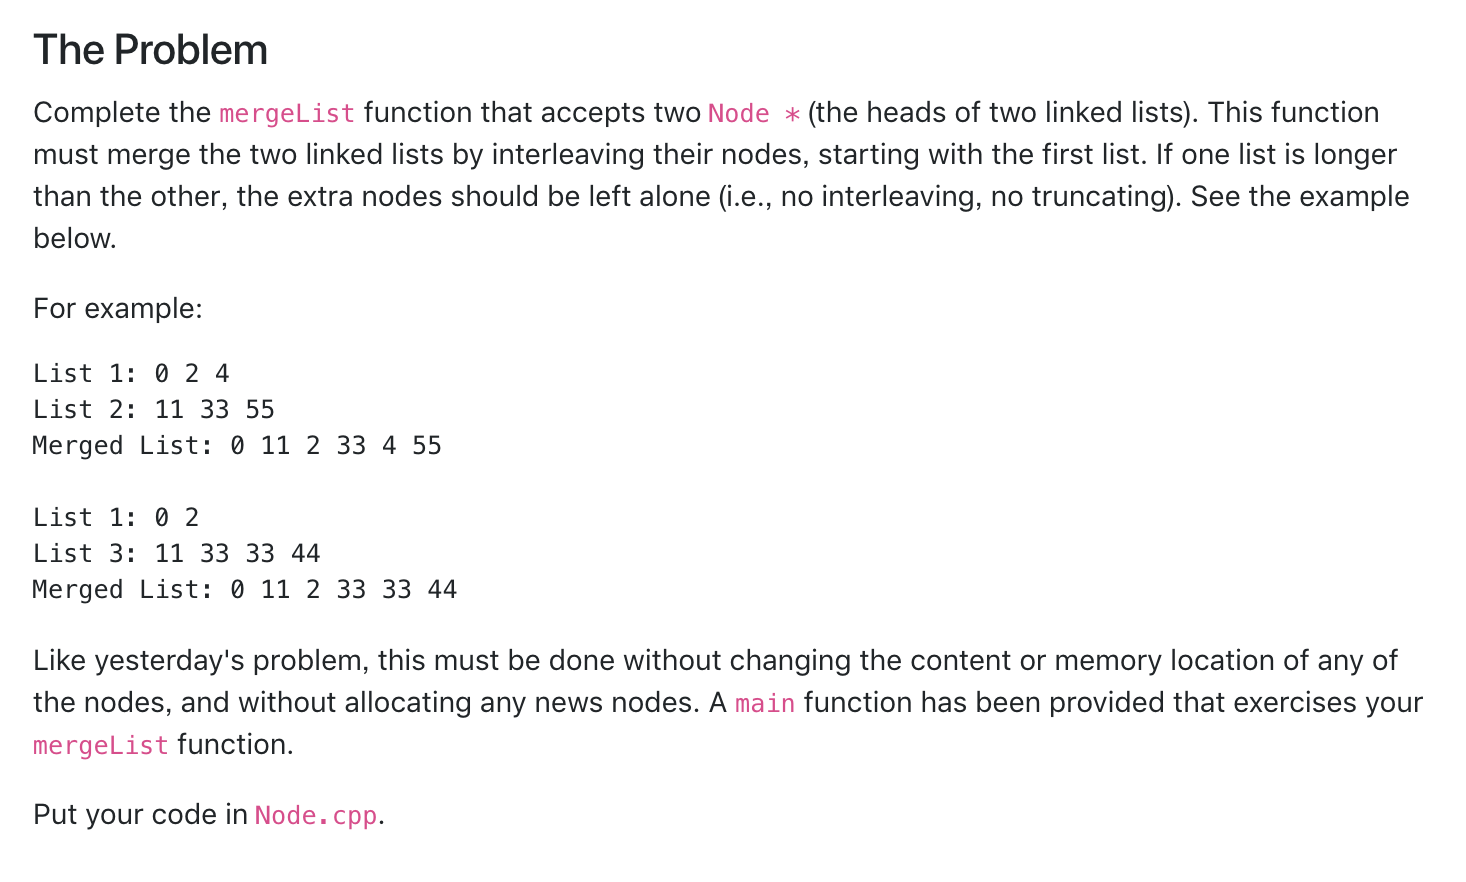 The Problem
Complete the mergeList function that accepts two Node * (the heads of two linked lists). This function
must merge the two linked lists by interleaving their nodes, starting with the first list. If one list is longer
than the other, the extra nodes should be left alone (i.e., no interleaving, no truncating). See the example
below.
For example:
List 1: 0 2 4
List 2: 11 33 55
Merged List: 0 11 2 33 4 55
List 1: 0 2
List 3: 11 33 33 44
Merged List: 0 11 2 33 33 44
Like yesterday's problem, this must be done without changing the content or memory location of any of
the nodes, and without allocating any news nodes. A main function has been provided that exercises your
mergeList function.
Put your code in Node.cpp.